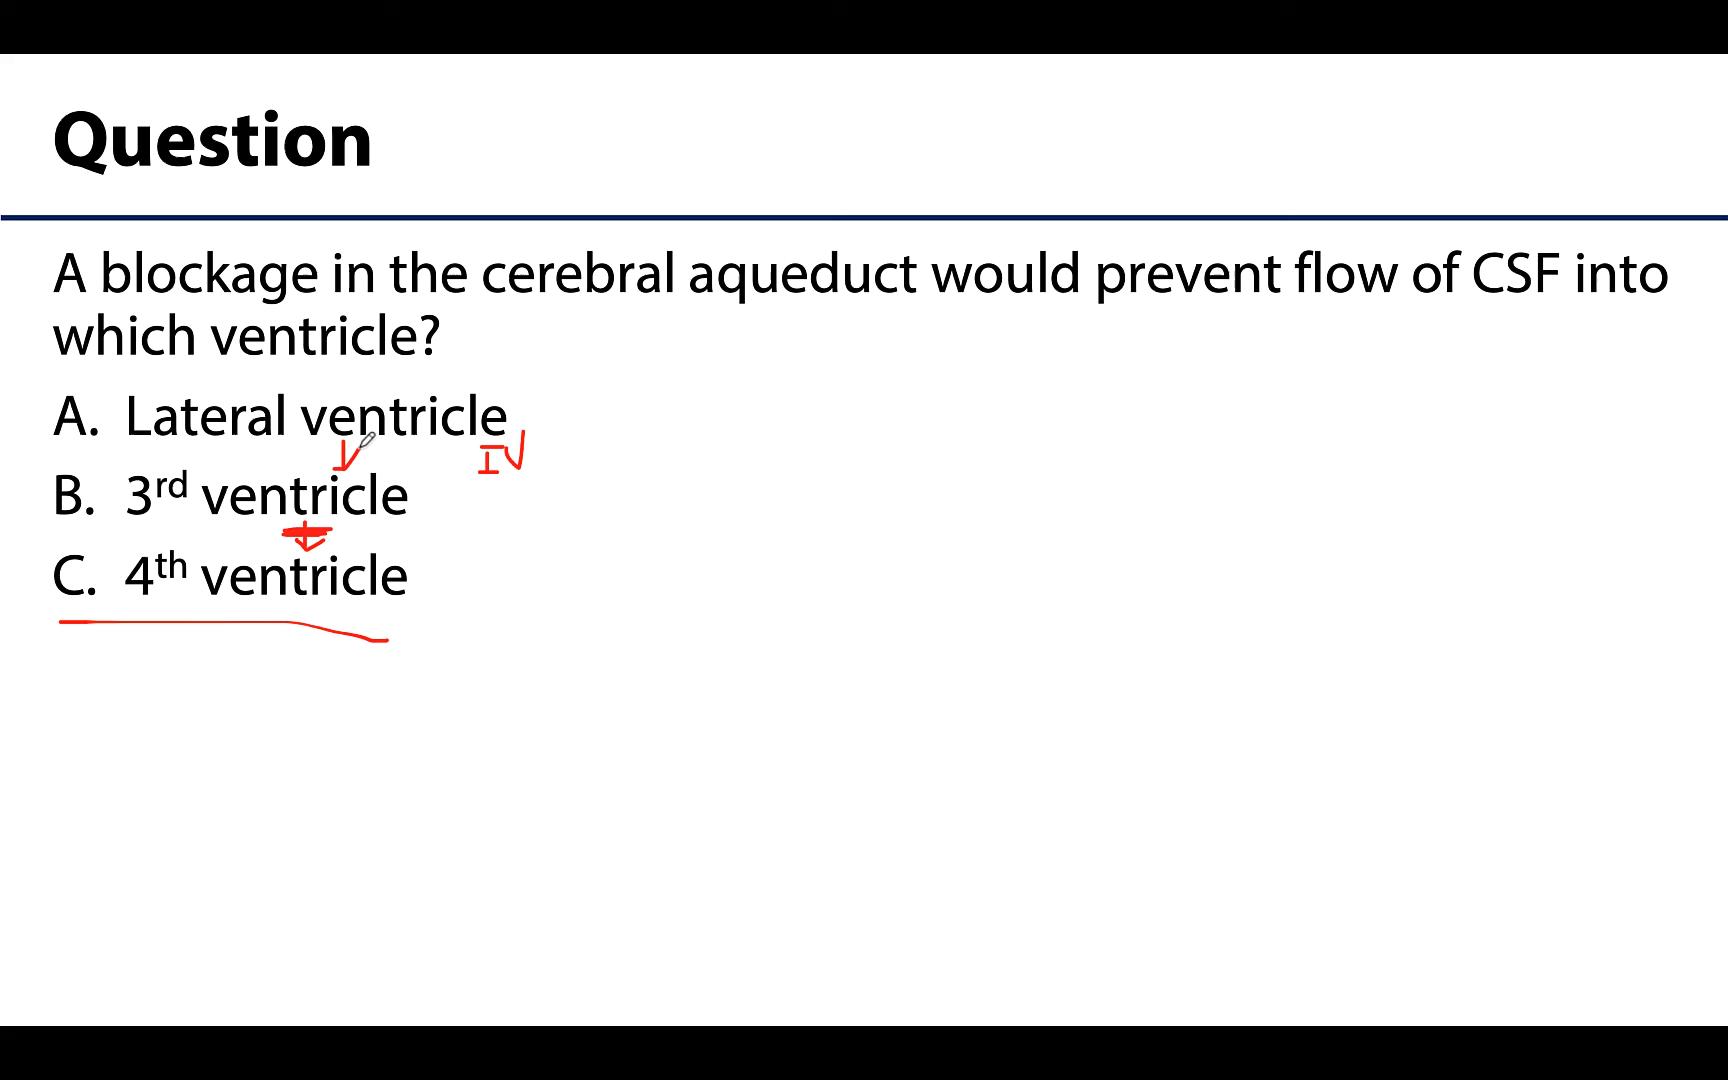 Question
A blockage in the cerebral aqueduct would prevent flow of CSF into
which ventricle?
A. Lateral ventricle
IV
B. 3rd ventricle
C. 4th ventricle